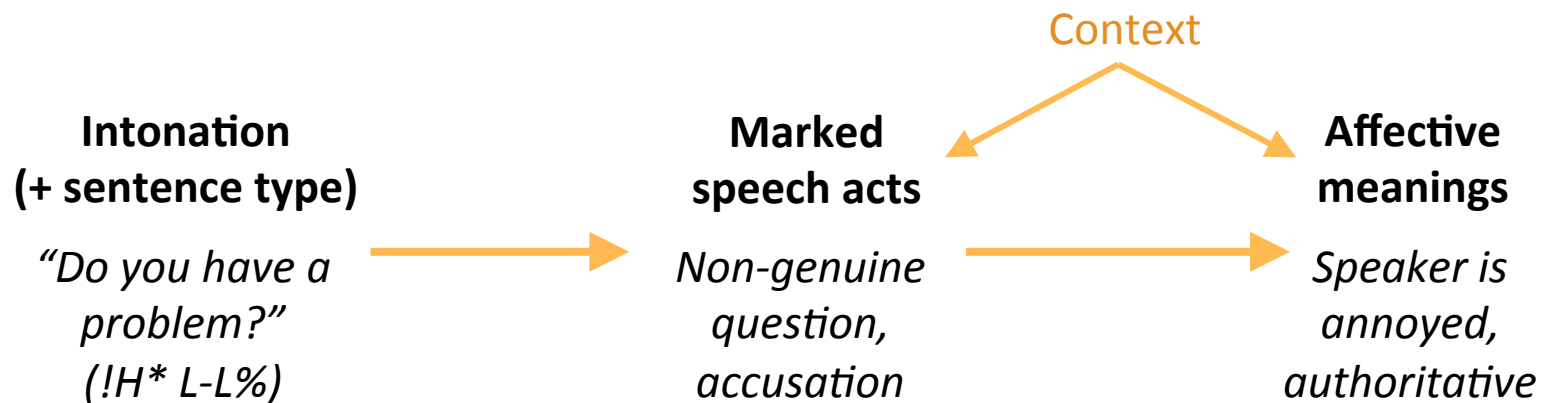 Context
Intonation
(+ sentence type)
“Do you have a
problem?”
(!H* L-L%)
Marked
speech acts
Non-genuine
question,
accusation
Affective
meanings
Speaker is
annoyed,
authoritative